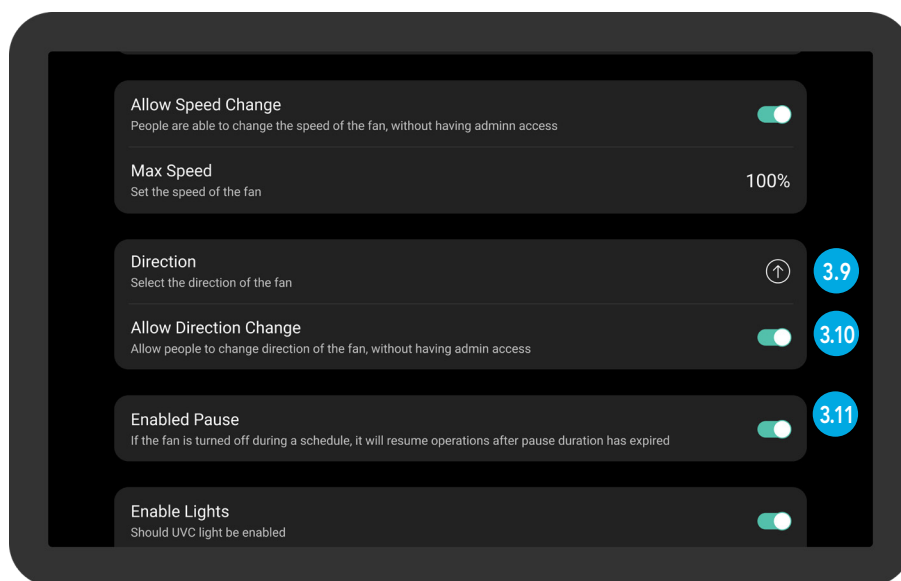 Allow Speed Change
People are able to change the speed of the fan, without having adminn access
Max Speed
Set the speed of the fan
100%
Direction
Select the direction of the fan
3.9
Allow Direction Change
Allow people to change direction of the fan, without having admin access
3.10
Enabled Pause
If the fan is turned off during a schedule, it will resume operations after pause duration has expired
3.11
Enable Lights
Should UVC light be enabled